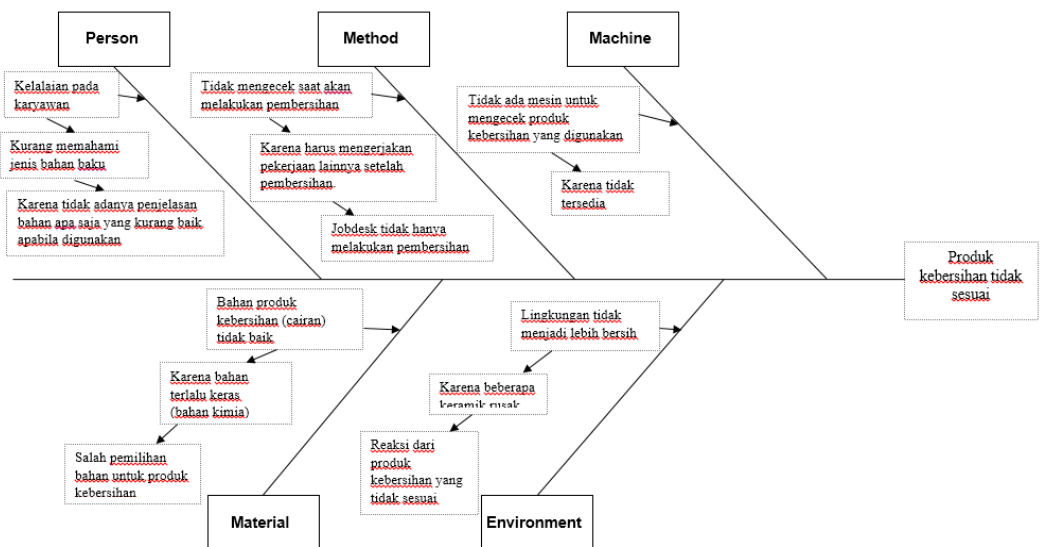 Person
Method
Machine
Kelalaian pada
karyawan
Kurang memahami
jenis bahan baku
Karena tidak adanya penjelasan
bahan apa saja yang kurang baik
apabila digunakan
Tidak mengecek saat akan
melakukan pembersihan
Karena harus mengerjakan
pekerjaan lainnya setelah
pembersihan
Jobdesk tidak hanya
melakukan pembersihan
Tidak ada mesin untuk
mengecek produk
kebersihan yang digunakan
Karena tidak
tersedia
Produk
kebersihan tidak
sesuai
Bahan produk
kebersihan (cairan)
tidak baik
Karena bahan
terlalu keras
(bahan kimia)
Salah pemilihan
bahan untuk produk
kebersihan
Lingkungan tidak
menjadi lebih bersih
Karena beberapa
keramik rusak
Reaksi dari
produk
kebersihan yang
tidak sesuai
Material
Environment